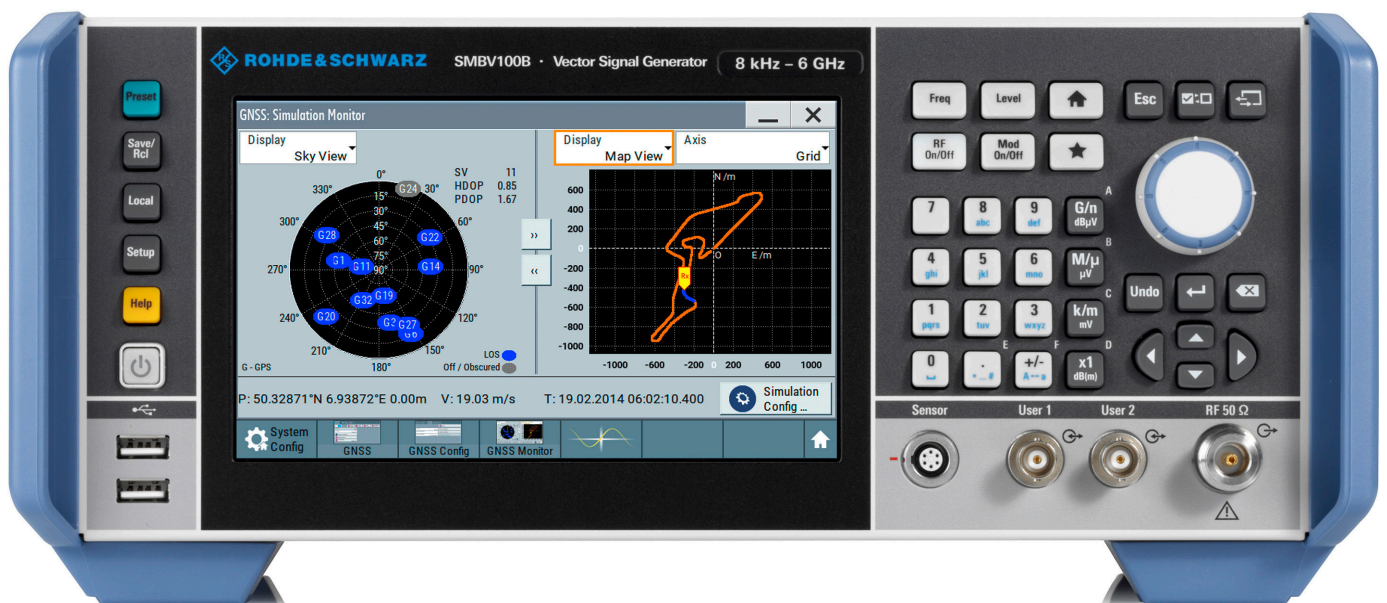 ROHDE&SCHWARZ SMBV100B · Vector Signal Generator 8 kHz – 6 GHz
Preset
Save/
Rcl
Local
Setup
Help
GNSS: Simulation Monitor
Display
Sky View
Display
Map View
Axis
Grid
SV 11
HDOP 0.85
PDOP 1.67
0°
30°
60°
90°
120°
150°
180°
210°
240°
270°
300°
330°
15°
30°
45°
60°
75°
90°
G24
G28
G22
G1
G11
G14
G32
G19
G20
G3
G27
G6
LOS
Off / Obscured
G - GPS
»
«
N /m
E /m
O
Rx
600
400
200
0
-200
-400
-600
-800
-1000
-1000 -600 -200 0 200 600 1000
P: 50.32871°N 6.93872°E 0.00m V: 19.03 m/s T: 19.02.2014 06:02:10.400
Simulation
Config ...
System
Config
GNSS
GNSS Config
GNSS Monitor
Freq
Level
Esc
RF
On/Off
Mod
On/Off
A
7
8
abc
9
def
G/n
dBµV
B
4
ghi
5
jkl
6
mno
M/µ
µV
C
1
pqrs
2
tuv
3
wxyz
k/m
mV
Undo
E F D
0
.
. _ #
+/-
A↔a
x1
dB(m)
Sensor
User 1
User 2
RF 50 Ω